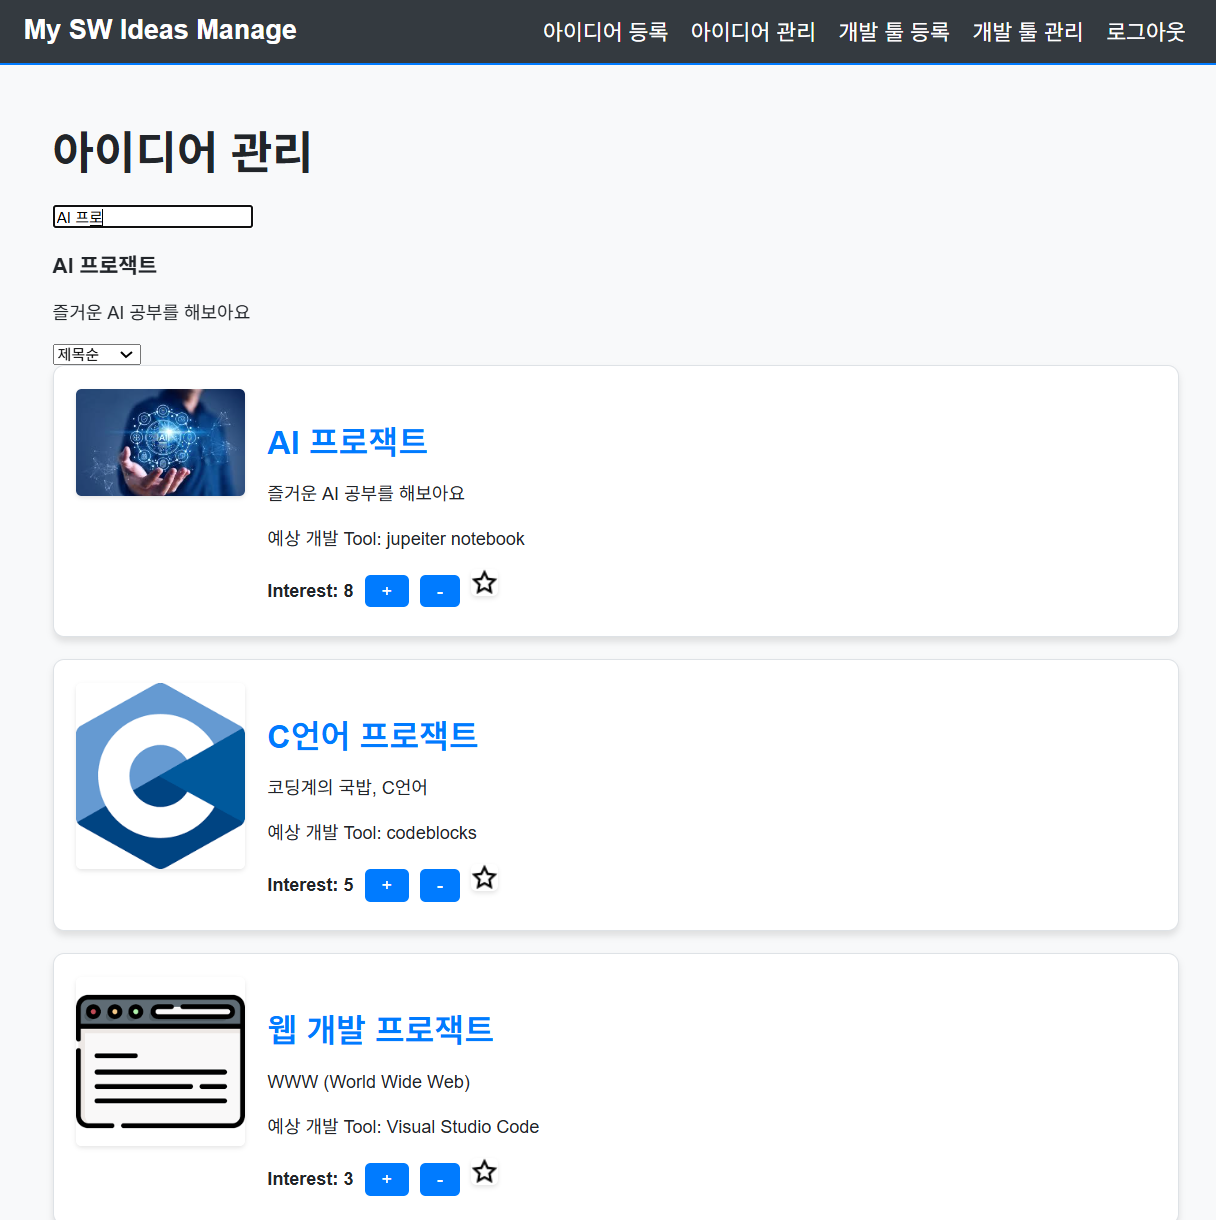 My SW Ideas Manage
아이디어 등록 아이디어 관리 개발 툴 등록 개발 툴 관리 로그아웃
아이디어 관리
AI 프로
AI 프로잭트
즐거운 AI 공부를 해보아요
제목순
AI
AI 프로잭트
즐거운 AI 공부를 해보아요
예상 개발 Tool: jupeiter notebook
Interest: 8 + -
C
C언어 프로잭트
코딩계의 국밥, C언어
예상 개발 Tool: codeblocks
Interest: 5 + -
웹 개발 프로잭트
WWW (World Wide Web)
예상 개발 Tool: Visual Studio Code
Interest: 3 + -